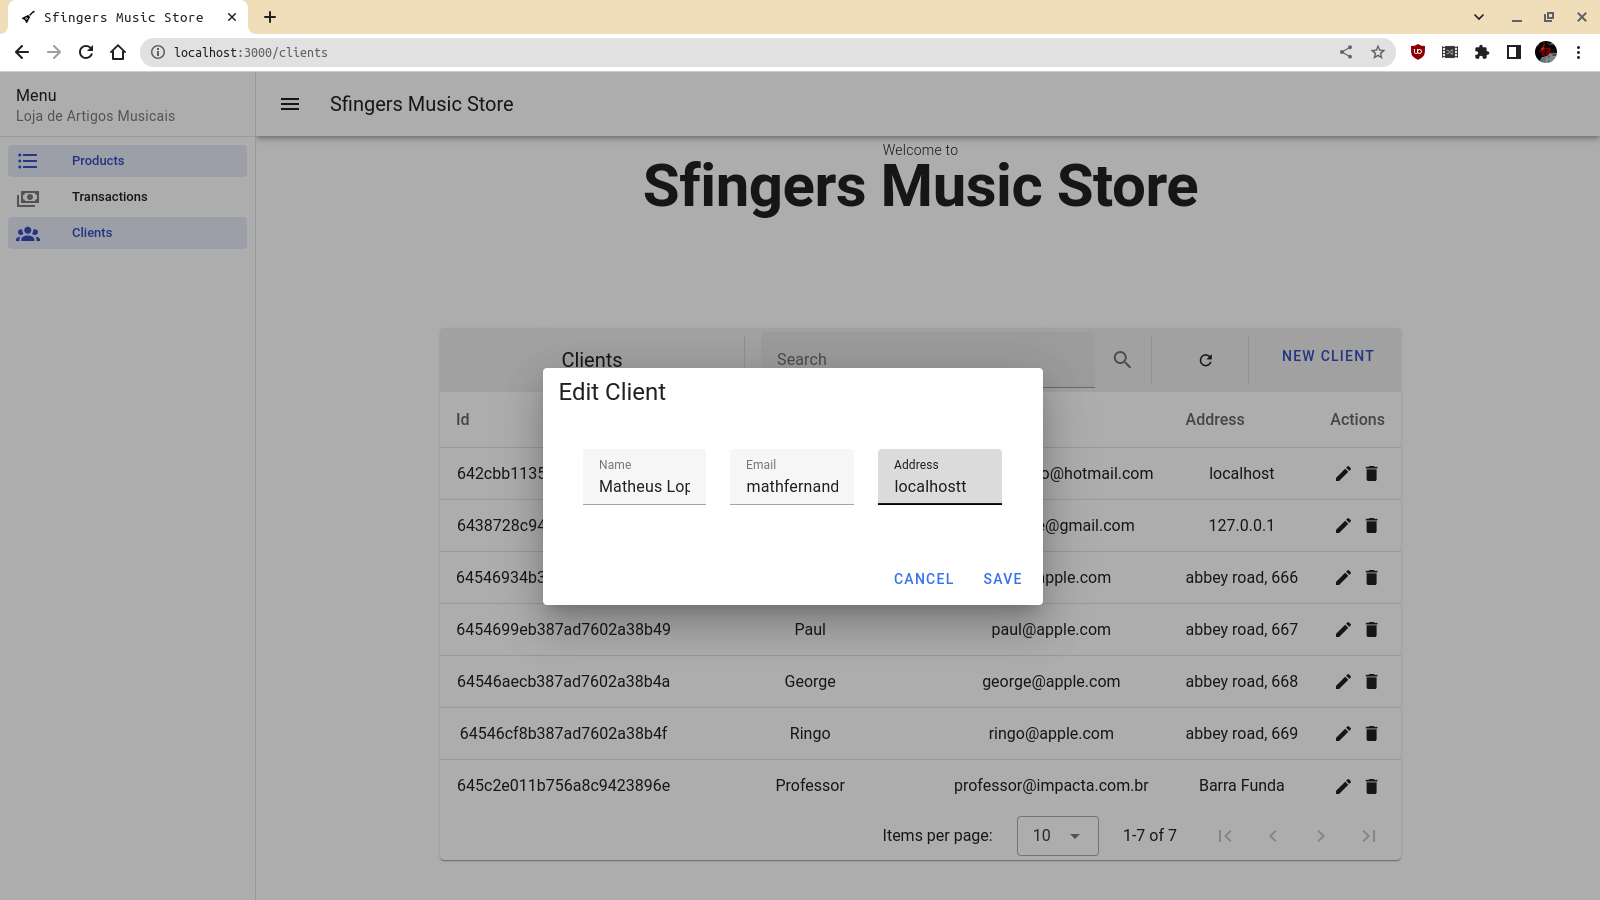 Sfingers Music Store
localhost:3000/clients
Menu
Loja de Artigos Musicais
Products
Transactions
Clients
Sfingers Music Store
Welcome to
Sfingers Music Store
Clients
Search
NEW CLIENT
Id
Address
Actions
642cbb1135
o@hotmail.com
localhost
6438728c94
@gmail.com
127.0.0.1
64546934b3
apple.com
abbey road, 666
6454699eb387ad7602a38b49
Paul
paul@apple.com
abbey road, 667
64546aecb387ad7602a38b4a
George
george@apple.com
abbey road, 668
64546cf8b387ad7602a38b4f
Ringo
ringo@apple.com
abbey road, 669
645c2e011b756a8c9423896e
Professor
professor@impacta.com.br
Barra Funda
Items per page:
10
1-7 of 7
Edit Client
Name
Matheus Lop
Email
mathfernand
Address
localhostt
CANCEL
SAVE